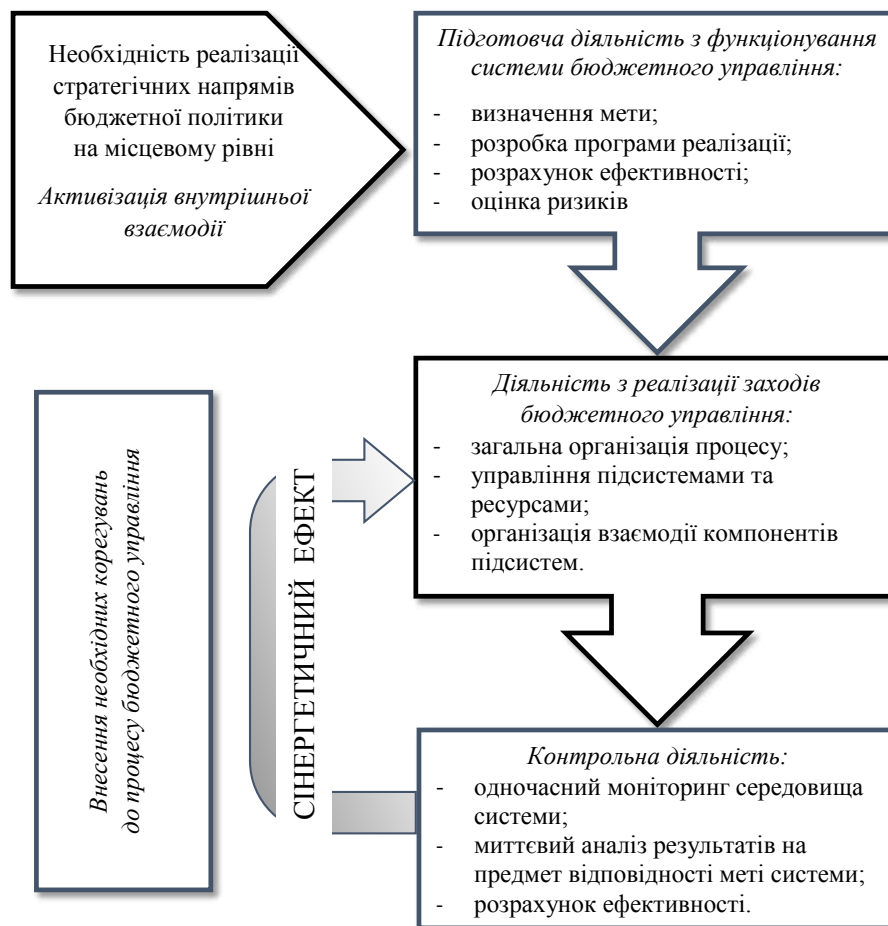 Необхідність реалізації
стратегічних напрямів
бюджетної політики
на місцевому рівні
Активізація внутрішньої
взаємодії
Підготовча діяльність з функціонування
системи бюджетного управління:
- визначення мети;
- розробка програми реалізації;
- розрахунок ефективності;
- оцінка ризиків
Діяльність з реалізації заходів
бюджетного управління:
- загальна організація процесу;
- управління підсистемами та
ресурсами;
- організація взаємодії компонентів
підсистем.
Внесення необхідних корегувань
до процесу бюджетного управління
СІНЕРГЕТИЧНИЙ ЕФЕКТ
Контрольна діяльність:
- одночасний моніторинг середовища
системи;
- миттєвий аналіз результатів на
предмет відповідності меті системи;
- розрахунок ефективності.